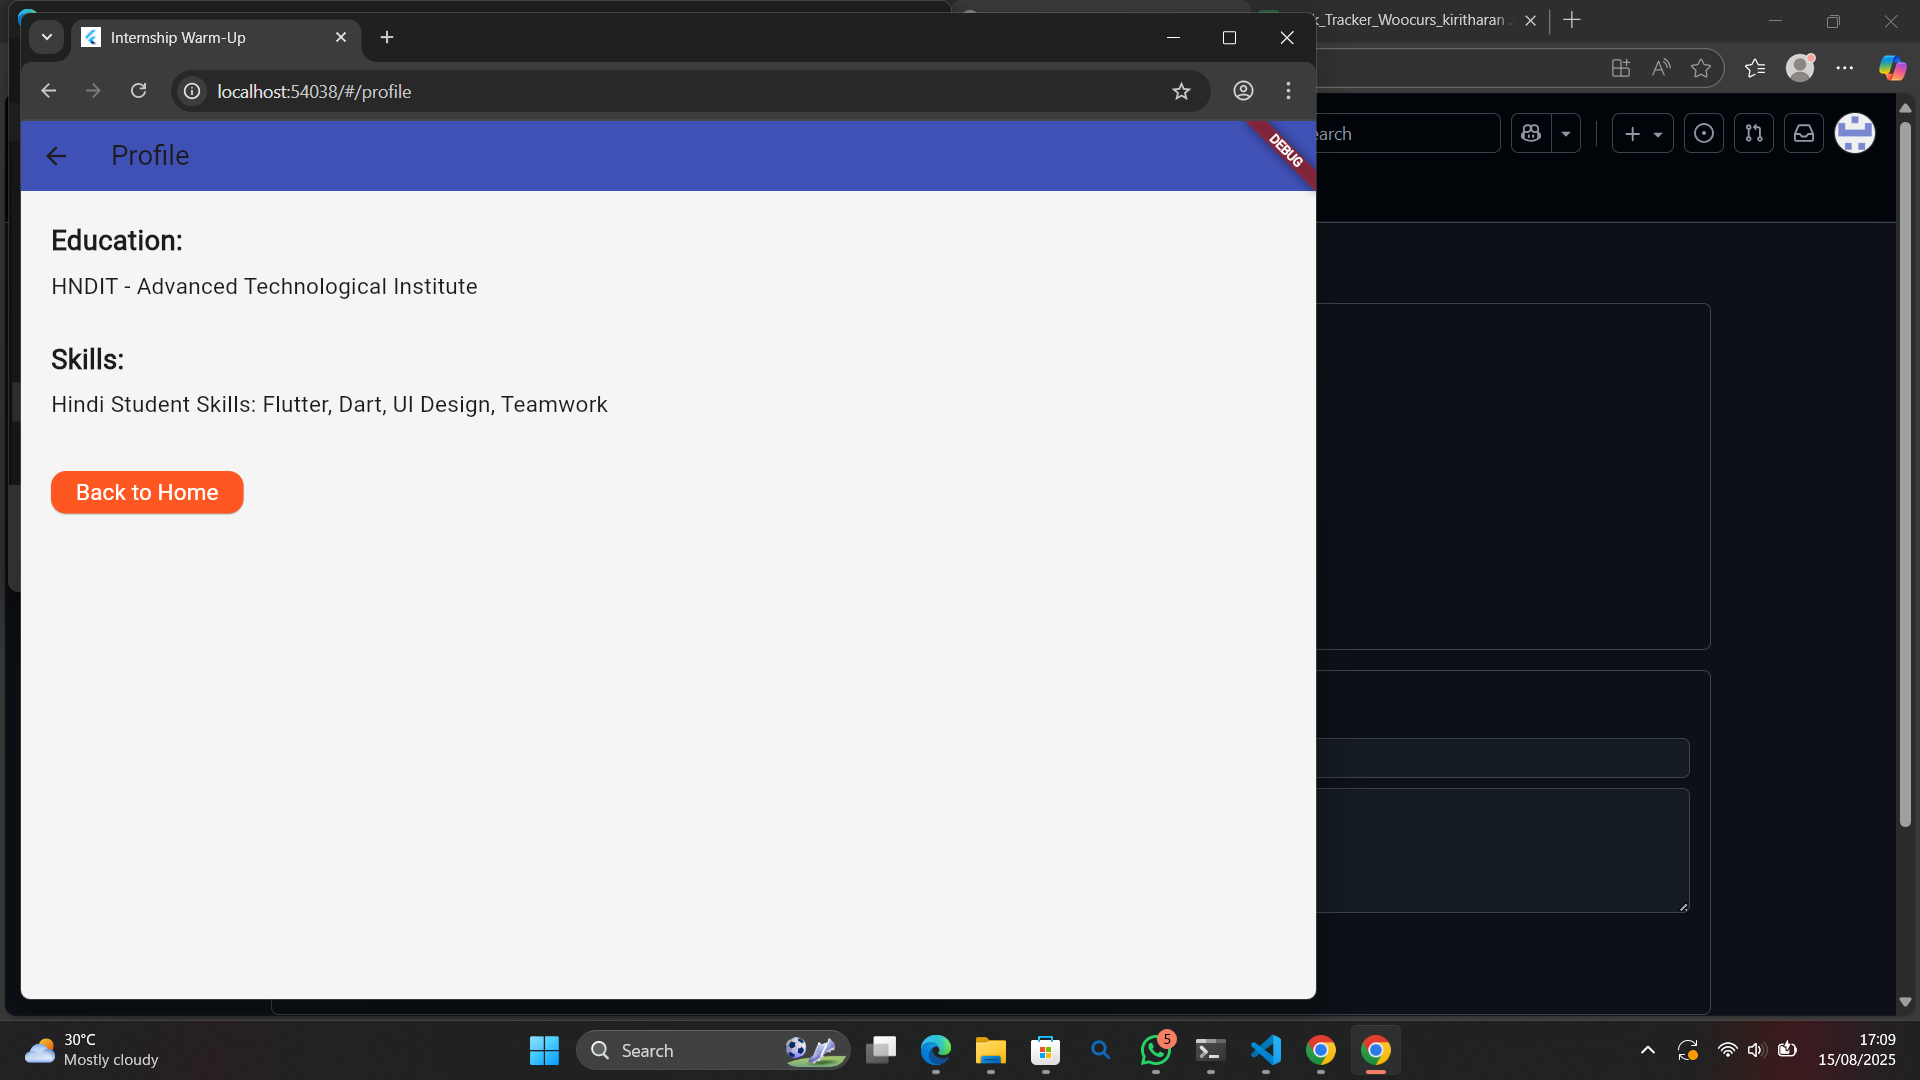 Internship Warm-Up
_Tracker_Woocurs_kiritharan
localhost:54038/#/profile
Profile
DEBUG
Education:
HNDIT - Advanced Technological Institute
Skills:
Hindi Student Skills: Flutter, Dart, UI Design, Teamwork
Back to Home
30°C
Mostly cloudy
Search
5
17:09
15/08/2025